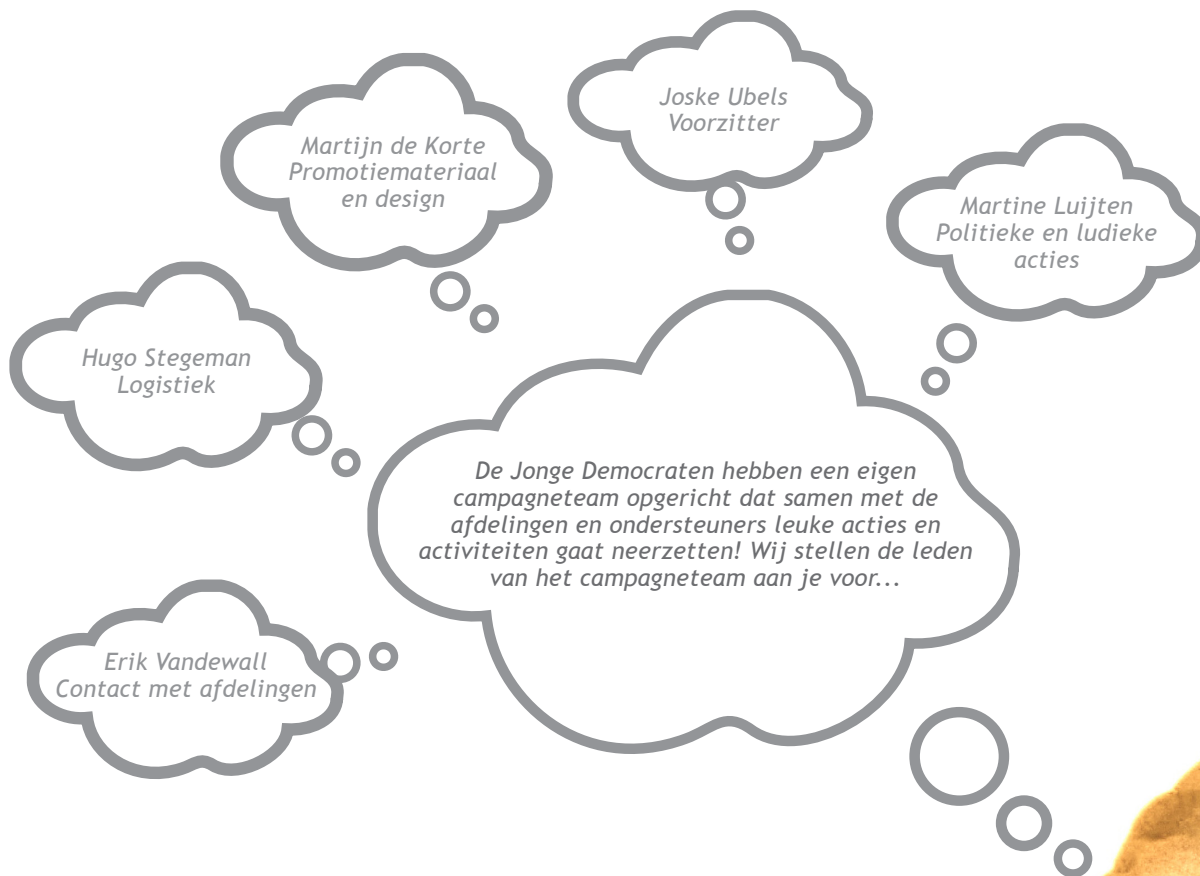 Joske Ubels
Voorzitter
Martijn de Korte
Promotiemateriaal
en design
Martine Luijten
Politieke en ludieke
acties
Hugo Stegeman
Logistiek
De Jonge Democraten hebben een eigen
campagneteam opgericht dat samen met de
afdelingen en ondersteuners leuke acties en
activiteiten gaat neerzetten! Wij stellen de leden
van het campagneteam aan je voor...
Erik Vandewall
Contact met afdelingen